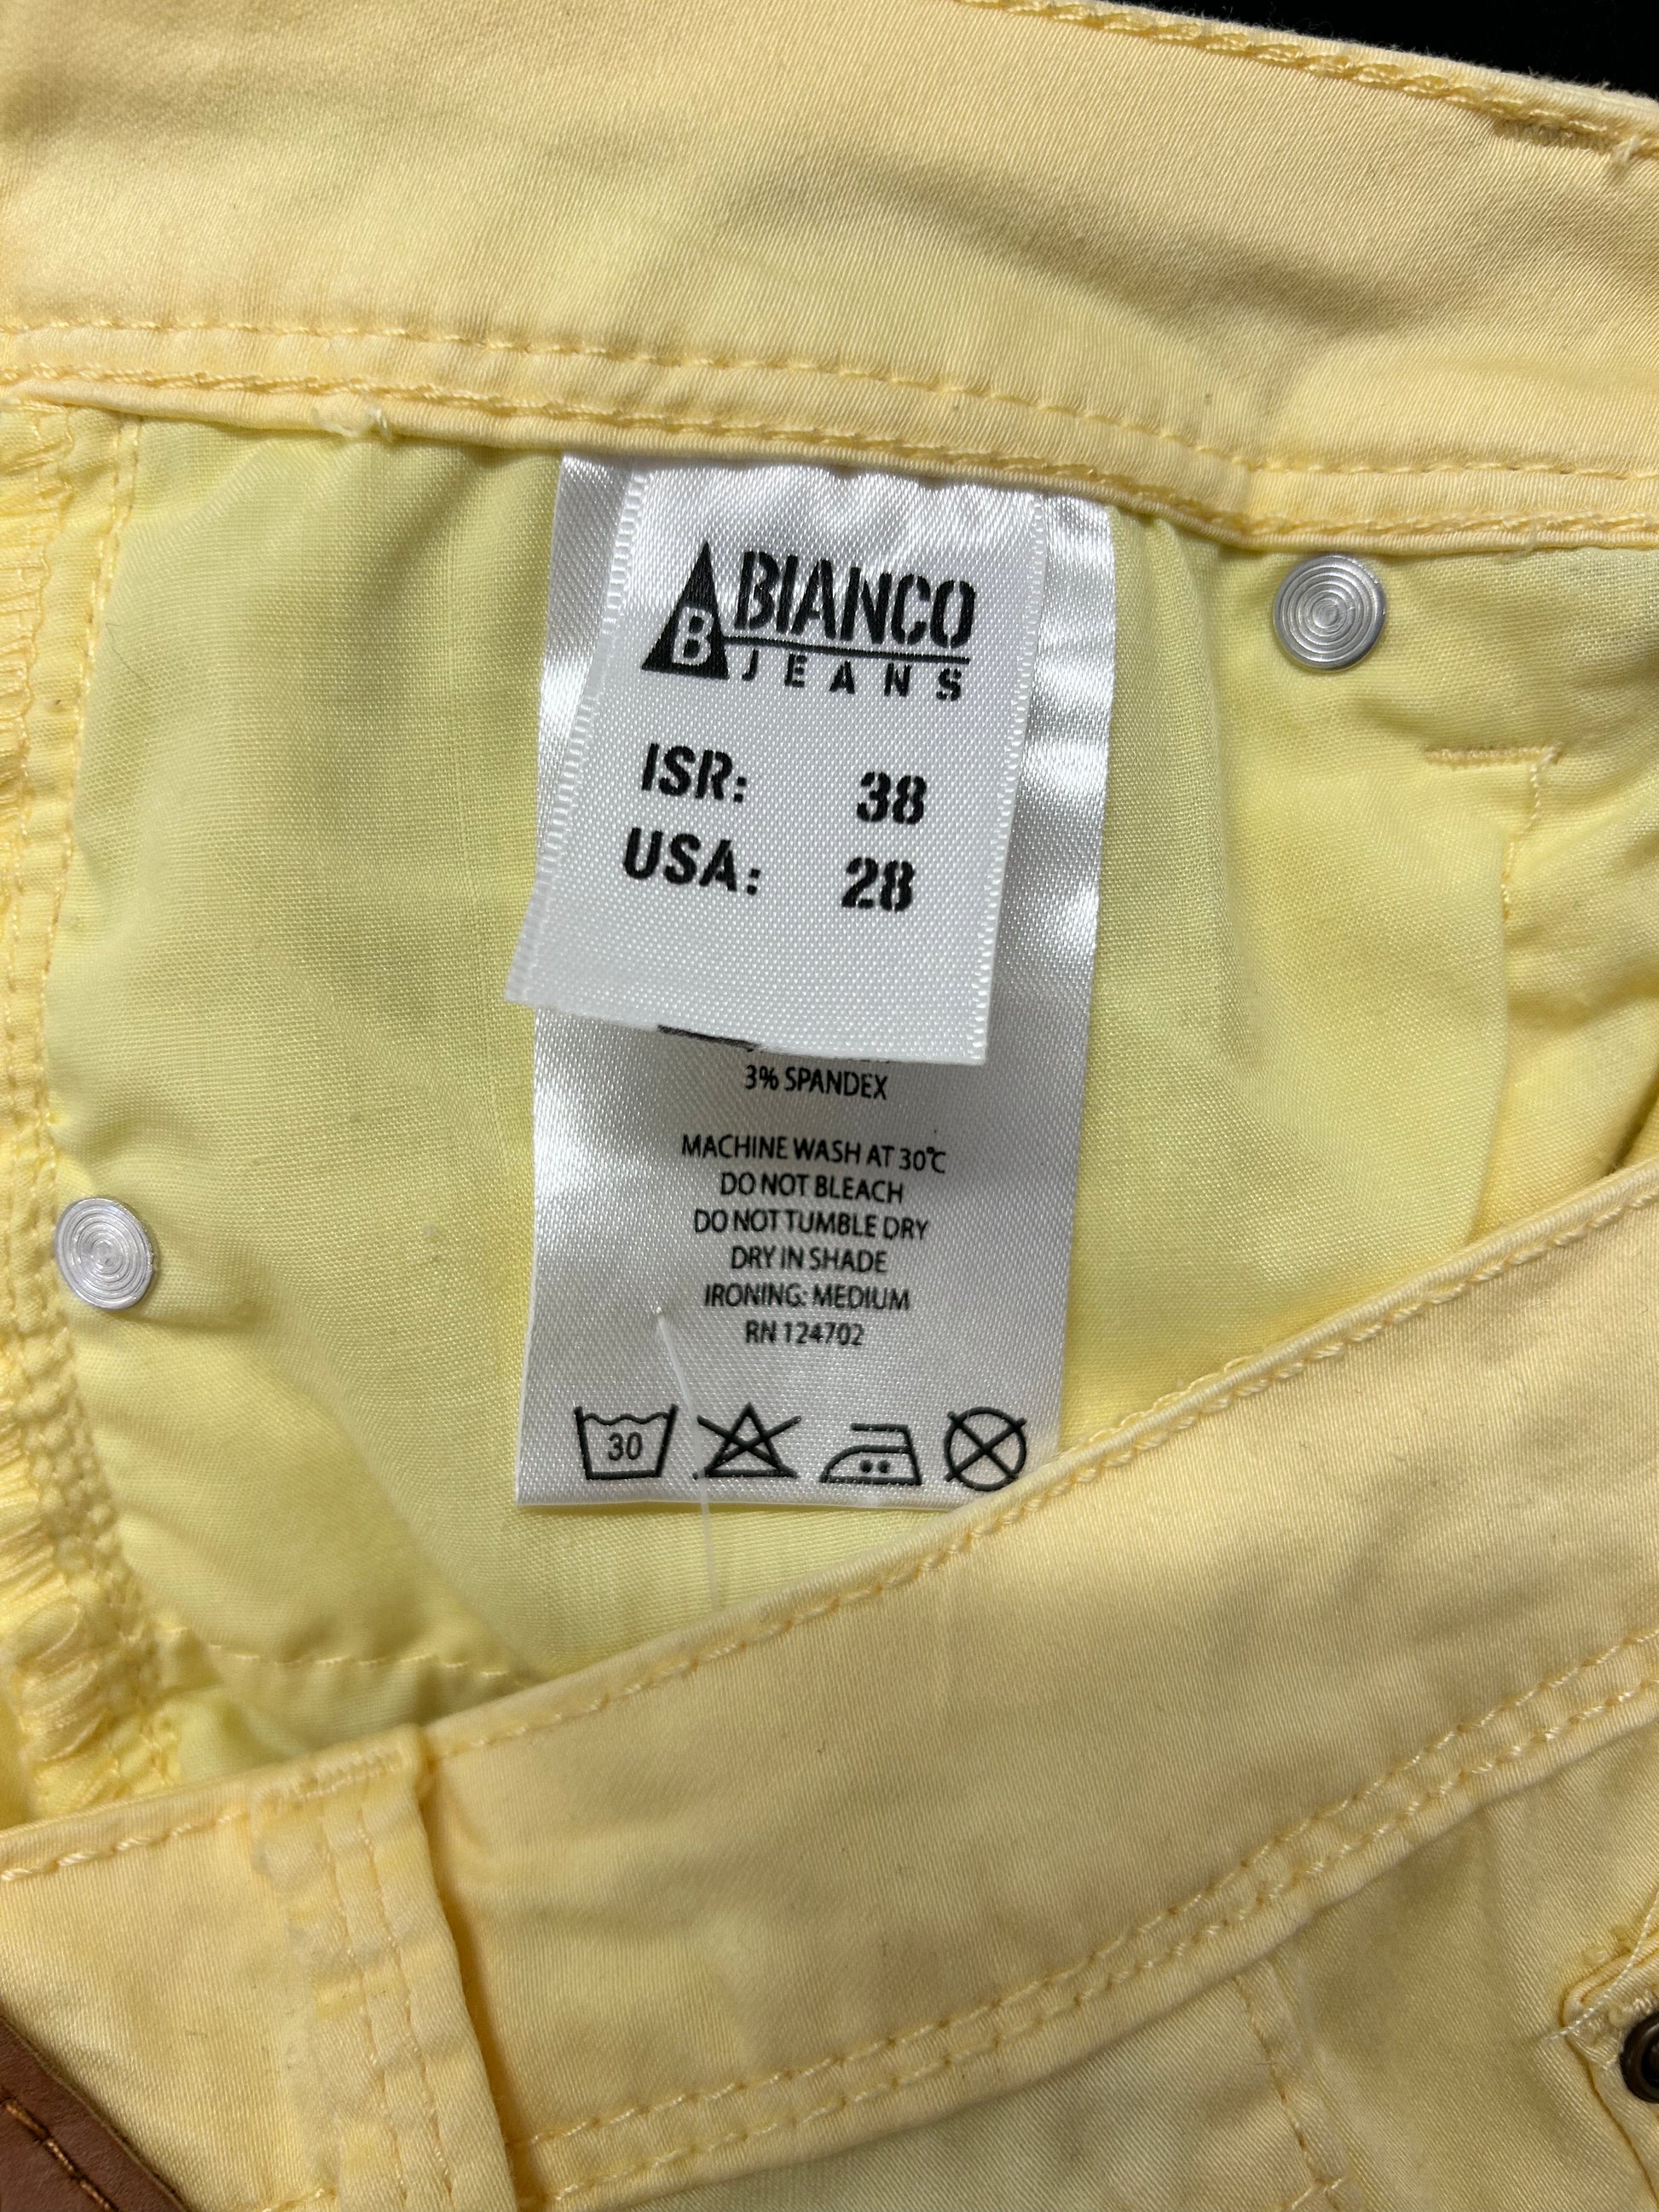 B BIANCO
JEANS
ISR: 38
USA: 28
3% SPANDEX
MACHINE WASH AT 30℃
DO NOT BLEACH
DO NOT TUMBLE DRY
DRY IN SHADE
IRONING: MEDIUM
RN 124702
30